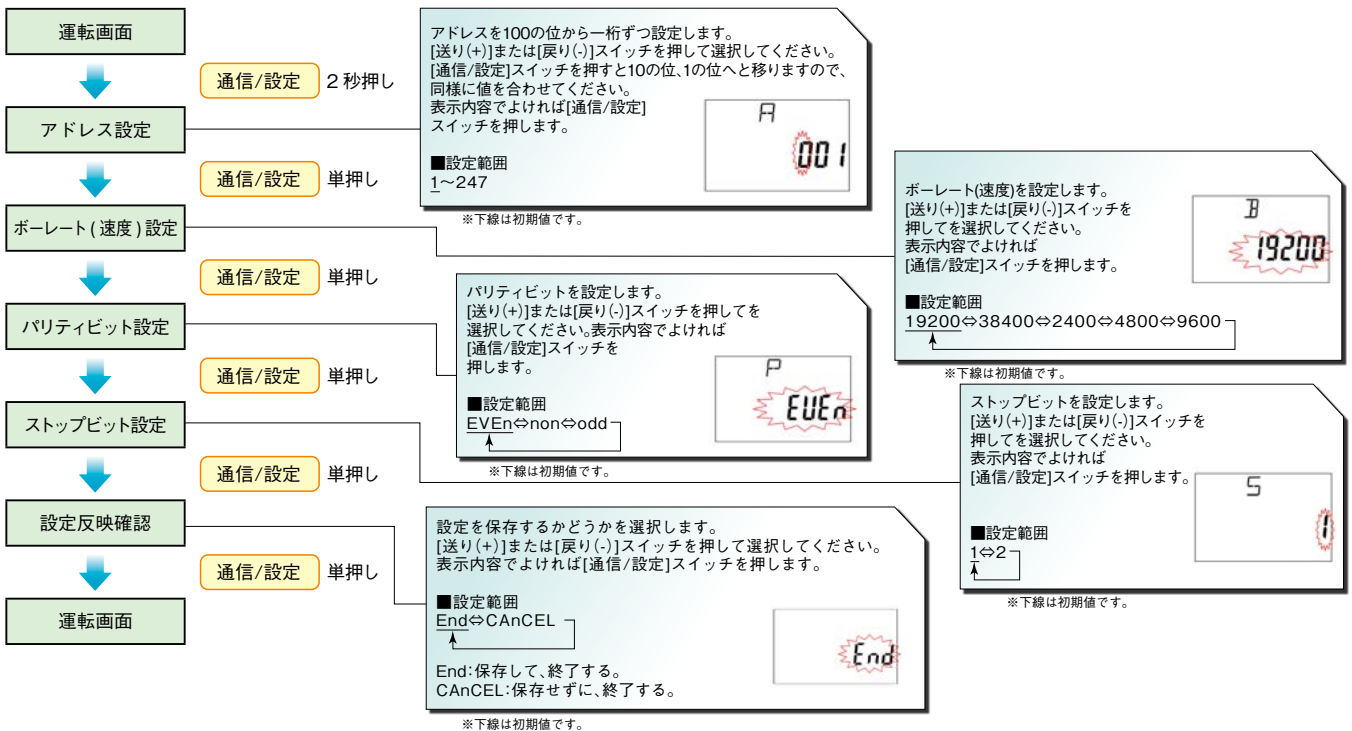 運転画面
通信/設定 2秒押し
アドレス設定
通信/設定 単押し
ボーレート(速度)設定
通信/設定 単押し
パリティビット設定
通信/設定 単押し
ストップビット設定
通信/設定 単押し
設定反映確認
通信/設定 単押し
運転画面
アドレスを100の位から一桁ずつ設定します。
[送り(+)]または[戻り(-)]スイッチを押して選択してください。
[通信/設定]スイッチを押すと10の位、1の位へと移りますので、
同様に値を合わせてください。
表示内容でよければ[通信/設定]
スイッチを押します。
■設定範囲
1～247
A
001
※下線は初期値です。
ボーレート(速度)を設定します。
[送り(+)]または[戻り(-)]スイッチを
押してを選択してください。
表示内容でよければ
[通信/設定]スイッチを押します。
■設定範囲
19200⇔38400⇔2400⇔4800⇔9600
B
19200
※下線は初期値です。
パリティビットを設定します。
[送り(+)]または[戻り(-)]スイッチを押してを
選択してください。表示内容でよければ
[通信/設定]スイッチを
押します。
■設定範囲
EVEn⇔non⇔odd
P
EVEn
※下線は初期値です。
ストップビットを設定します。
[送り(+)]または[戻り(-)]スイッチを
押してを選択してください。
表示内容でよければ
[通信/設定]スイッチを押します。
■設定範囲
1⇔2
S
1
※下線は初期値です。
設定を保存するかどうかを選択します。
[送り(+)]または[戻り(-)]スイッチを押して選択してください。
表示内容でよければ[通信/設定]スイッチを押します。
■設定範囲
End⇔CAnCEL
End:保存して、終了する。
CAnCEL:保存せずに、終了する。
End
※下線は初期値です。